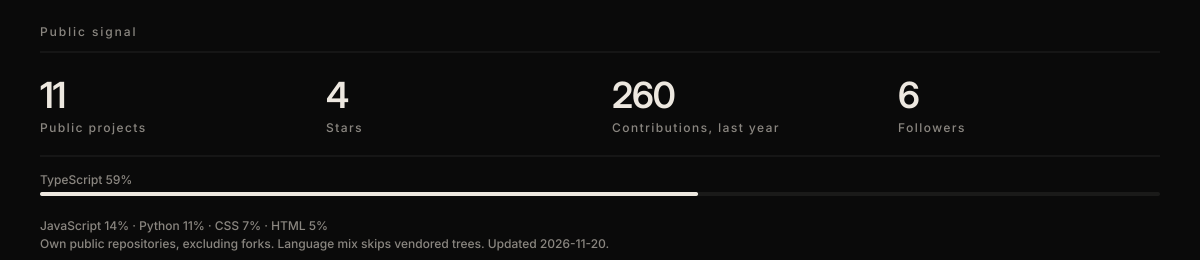 Public signal
11
Public projects
4
Stars
260
Contributions, last year
6
Followers
TypeScript 59%
JavaScript 14% · Python 11% · CSS 7% · HTML 5%
Own public repositories, excluding forks. Language mix skips vendored trees. Updated 2026-11-20.